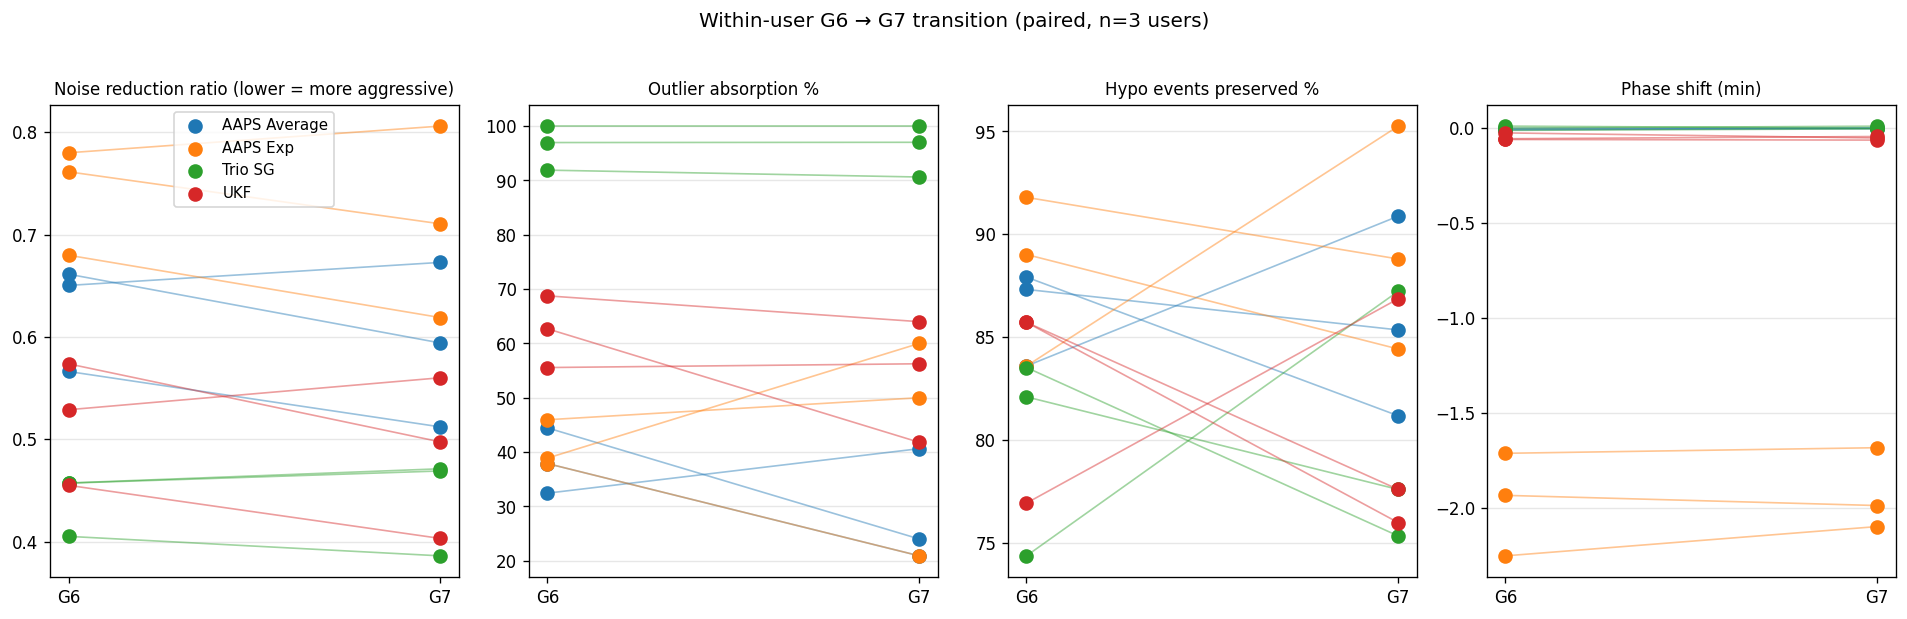 Within-user G6 → G7 transition (paired, n=3 users)
Noise reduction ratio (lower = more aggressive)
0.8
0.7
0.6
0.5
0.4
AAPS Average
AAPS Exp
Trio SG
UKF
G6
G7
Outlier absorption %
100
90
80
70
60
50
40
30
20
G6
G7
Hypo events preserved %
95
90
85
80
75
G6
G7
Phase shift (min)
0.0
−0.5
−1.0
−1.5
−2.0
G6
G7